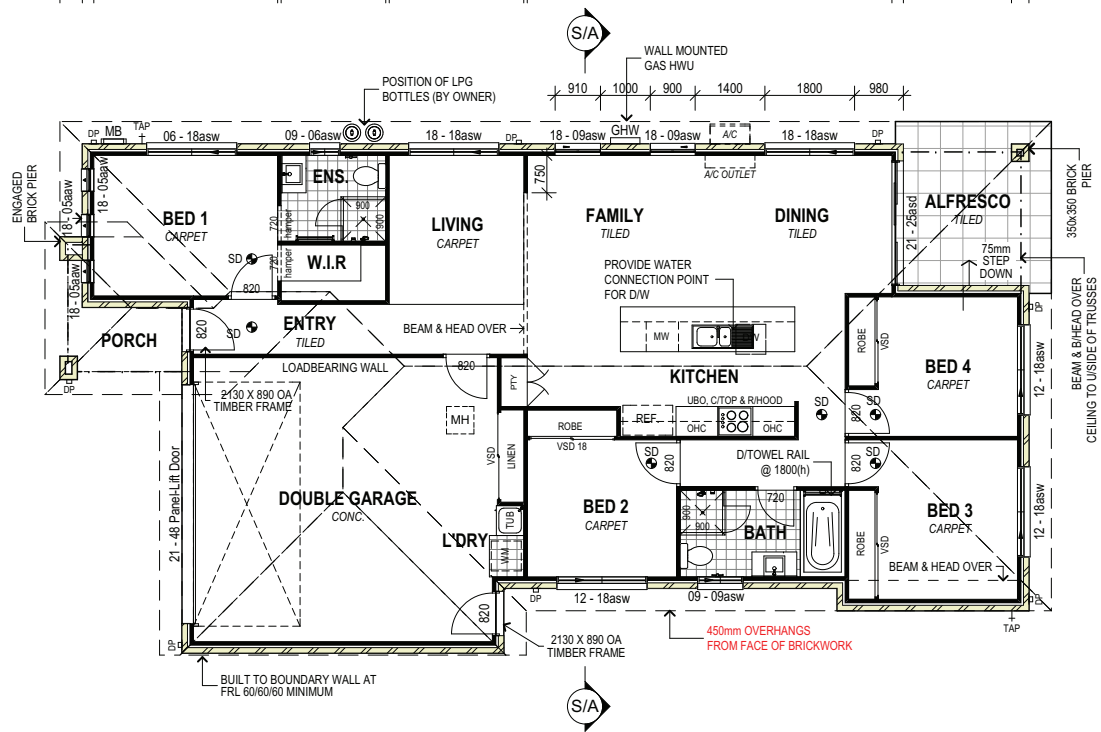 S/A
WALL MOUNTED
GAS HWU
POSITION OF LPG
BOTTLES (BY OWNER)
910
1000
900
1400
1800
980
DP
MB
TAP
06 - 18asw
09 - 06asw
18 - 18asw
DP
18 - 09asw
GHW
18 - 09asw
A/C
18 - 18asw
DP
ENGAGED
BRICK PIER
18 - 05aaw
18 - 05aaw
18 - 05aaw
BED 1
CARPET
ENS.
900
900
720
hamper
720
hamper
W.I.R
SD
820
LIVING
CARPET
750
FAMILY
TILED
A/C OUTLET
DINING
TILED
21 - 25asd
ALFRESCO
TILED
75mm
STEP
DOWN
350x350 BRICK
PIER
PROVIDE WATER
CONNECTION POINT
FOR D/W
MW
PORCH
820
SD
ENTRY
TILED
BEAM & HEAD OVER
DP
LOADBEARING WALL
820
2130 X 890 OA
TIMBER FRAME
PTY
KITCHEN
UBO, C/TOP & R/HOOD
REF.
OHC
OHC
ROBE
VSD
BED 4
CARPET
DP
12 - 18asw
BEAM & B/HEAD OVER
CEILING TO U/SIDE OF TRUSSES
SD
820
SD
MH
ROBE
VSD 18
VSD
LINEN
SD
820
D/TOWEL RAIL
@ 1800(h)
820
SD
21 - 48 Panel-Lift Door
DOUBLE GARAGE
CONC.
L'DRY
TUB
WM
BED 2
CARPET
900
900
720
BATH
ROBE
VSD
BED 3
CARPET
12 - 18asw
BEAM & HEAD OVER
DP
TAP
820
DP
12 - 18asw
09 - 09asw
450mm OVERHANGS
FROM FACE OF BRICKWORK
2130 X 890 OA
TIMBER FRAME
DP
BUILT TO BOUNDARY WALL AT
FRL 60/60/60 MINIMUM
S/A